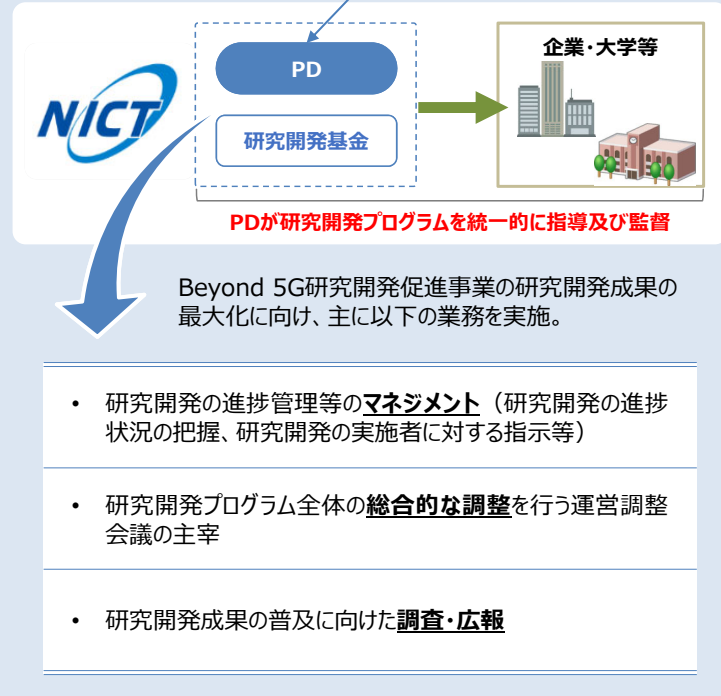 NICT
PD
研究開発基金
企業・大学等
PDが研究開発プログラムを統一的に指導及び監督
Beyond 5G研究開発促進事業の研究開発成果の
最大化に向け、主に以下の業務を実施。
• 研究開発の進捗管理等のマネジメント（研究開発の進捗
状況の把握、研究開発の実施者に対する指示等）
• 研究開発プログラム全体の総合的な調整を行う運営調整
会議の主宰
• 研究開発成果の普及に向けた調査・広報